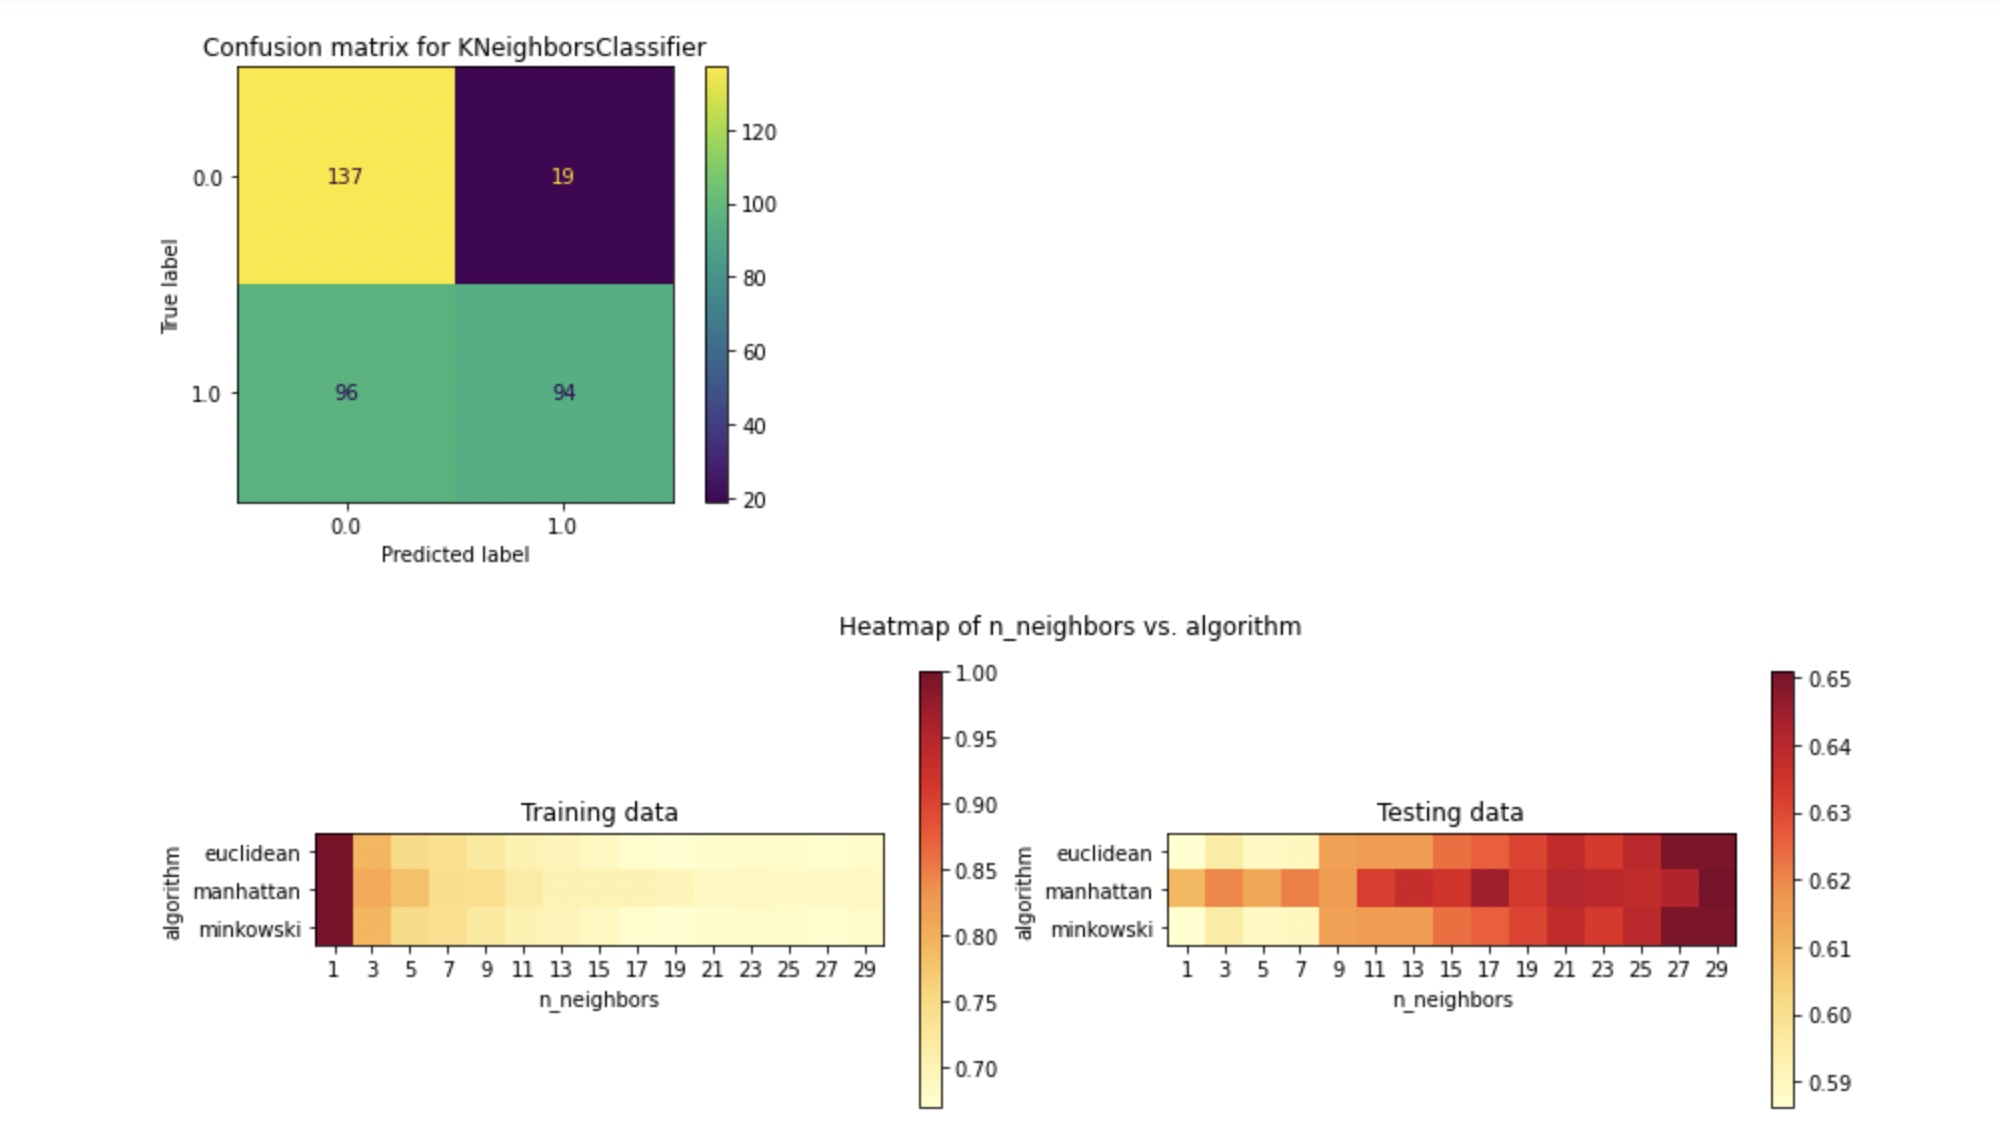 Confusion matrix for KNeighborsClassifier
137 19
96 94
0.0
1.0
True label
0.0 1.0
Predicted label
120
100
80
60
40
20
Heatmap of n_neighbors vs. algorithm
Training data
euclidean
manhattan
minkowski
algorithm
1 3 5 7 9 11 13 15 17 19 21 23 25 27 29
n_neighbors
1.00
0.95
0.90
0.85
0.80
0.75
0.70
Testing data
euclidean
manhattan
minkowski
algorithm
1 3 5 7 9 11 13 15 17 19 21 23 25 27 29
n_neighbors
0.65
0.64
0.63
0.62
0.61
0.60
0.59